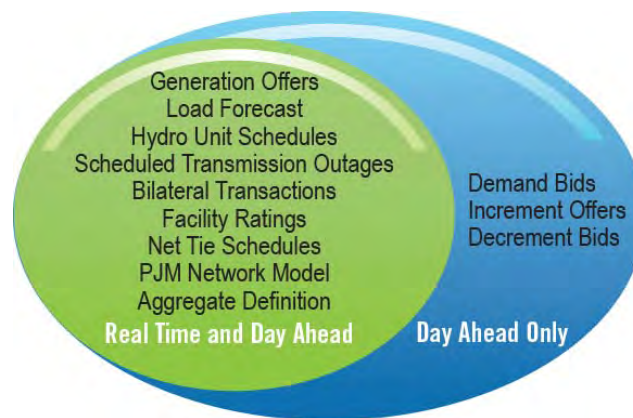 Generation Offers
Load Forecast
Hydro Unit Schedules
Scheduled Transmission Outages
Bilateral Transactions
Facility Ratings
Net Tie Schedules
PJM Network Model
Aggregate Definition
Real Time and Day Ahead
Demand Bids
Increment Offers
Decrement Bids
Day Ahead Only